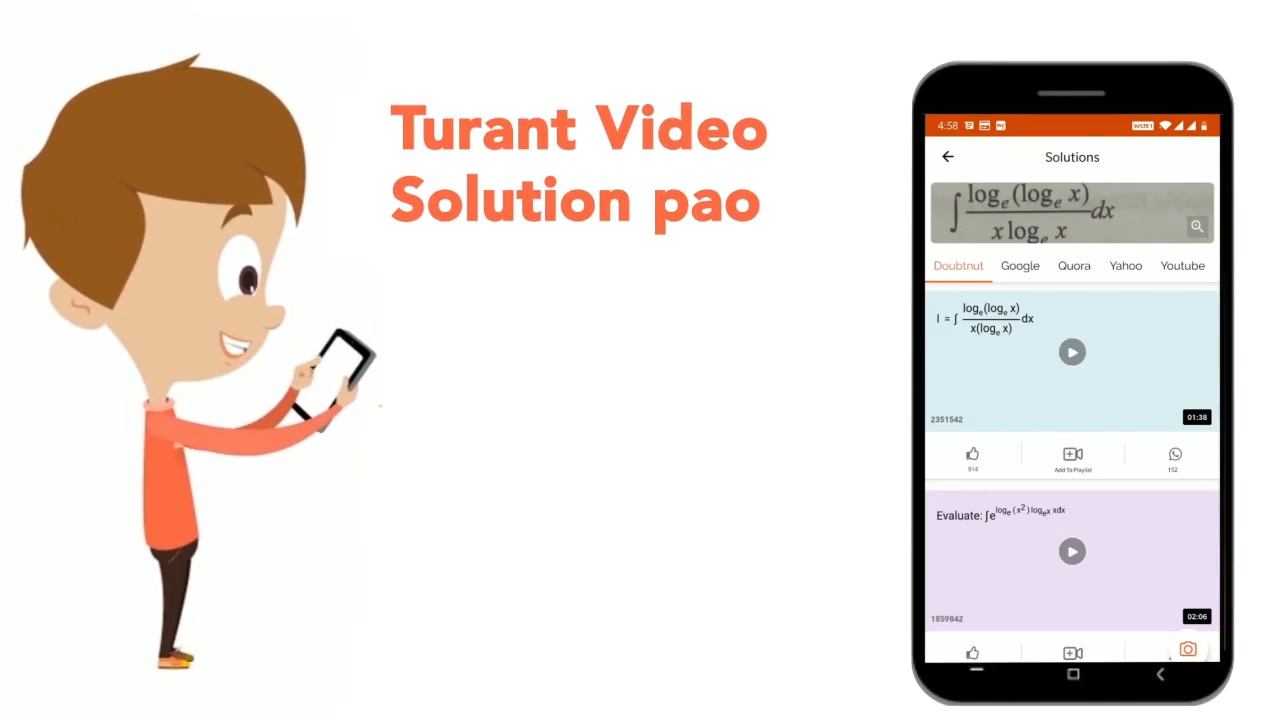 Turant Video
Solution pao
4:58
VoLTE1
Solutions
∫ logₑ(logₑ x) / x logₑ x dx
Doubtnut Google Quora Yahoo Youtube
I = ∫ logₑ(logₑ x) / x(logₑ x) dx
2351542
01:38
914 Add To Playlist 152
Evaluate: ∫e^logₑ(x²)logₑx xdx
1859842
02:06